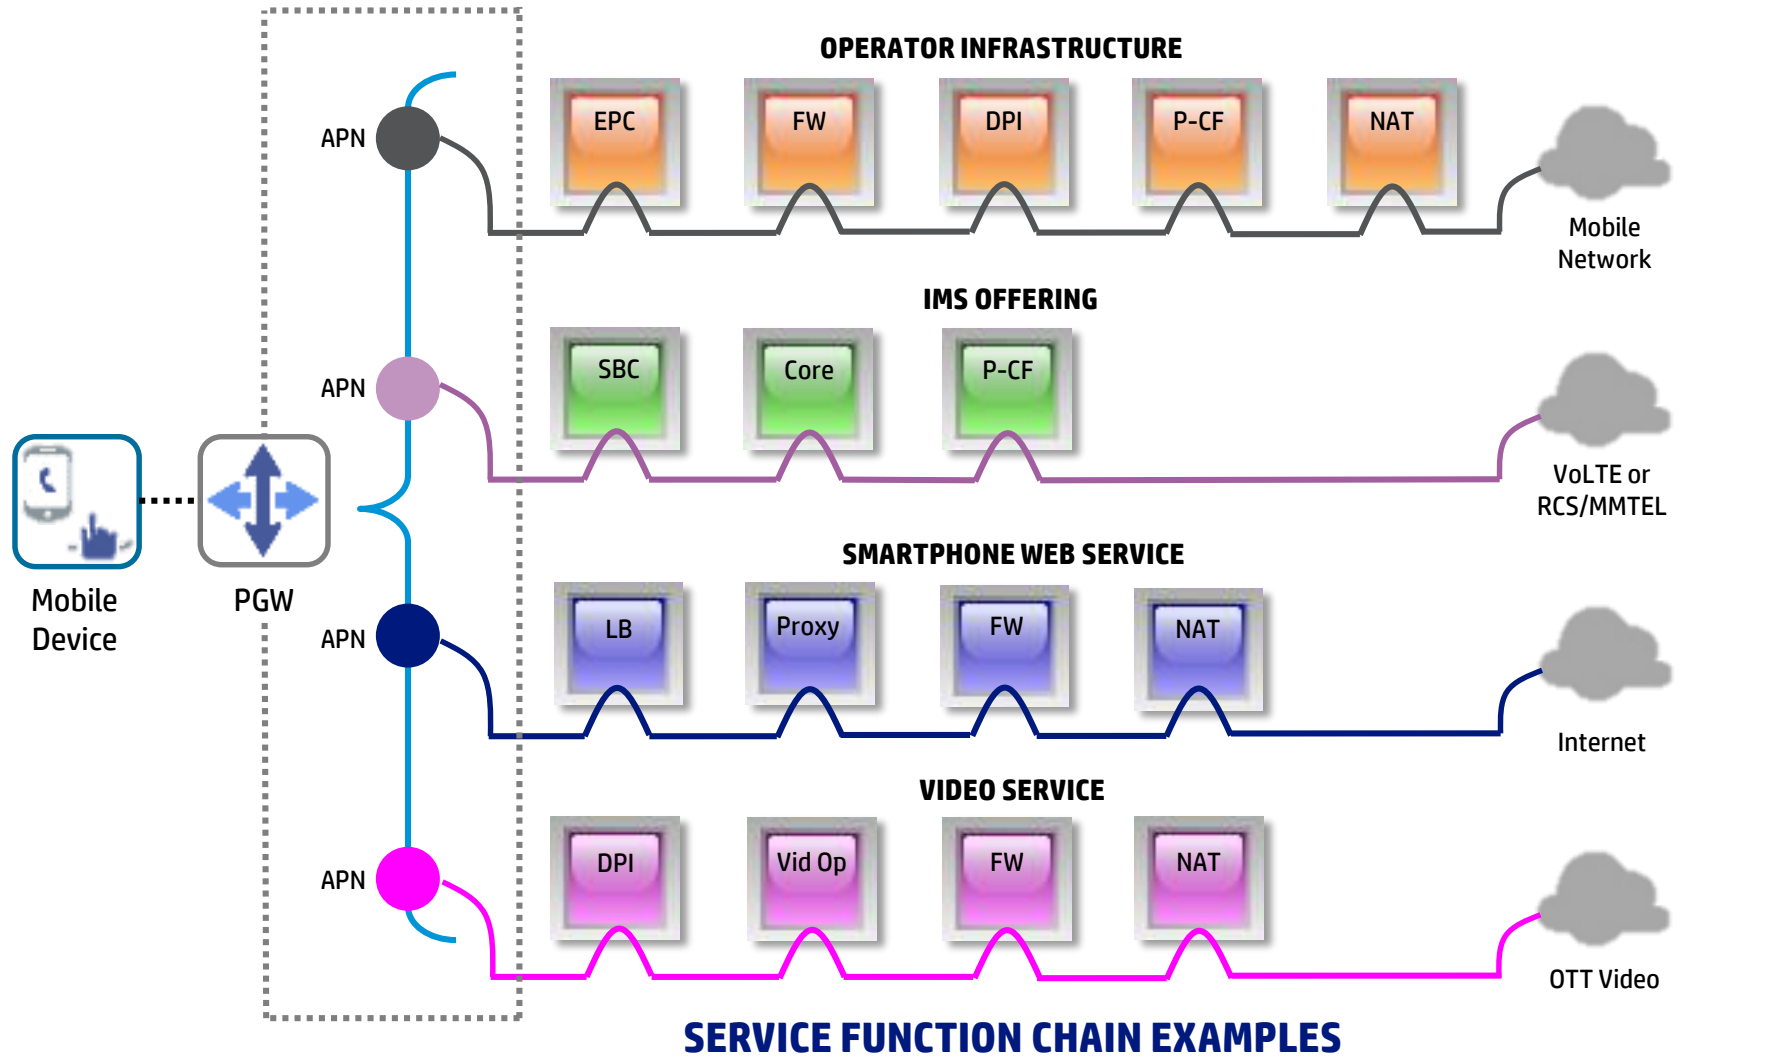 OPERATOR INFRASTRUCTURE
APN
EPC
FW
DPI
P-CF
NAT
Mobile
Network
IMS OFFERING
APN
SBC
Core
P-CF
VoLTE or
RCS/MMTEL
Mobile
Device
PGW
SMARTPHONE WEB SERVICE
APN
LB
Proxy
FW
NAT
Internet
VIDEO SERVICE
APN
DPI
Vid Op
FW
NAT
OTT Video
SERVICE FUNCTION CHAIN EXAMPLES